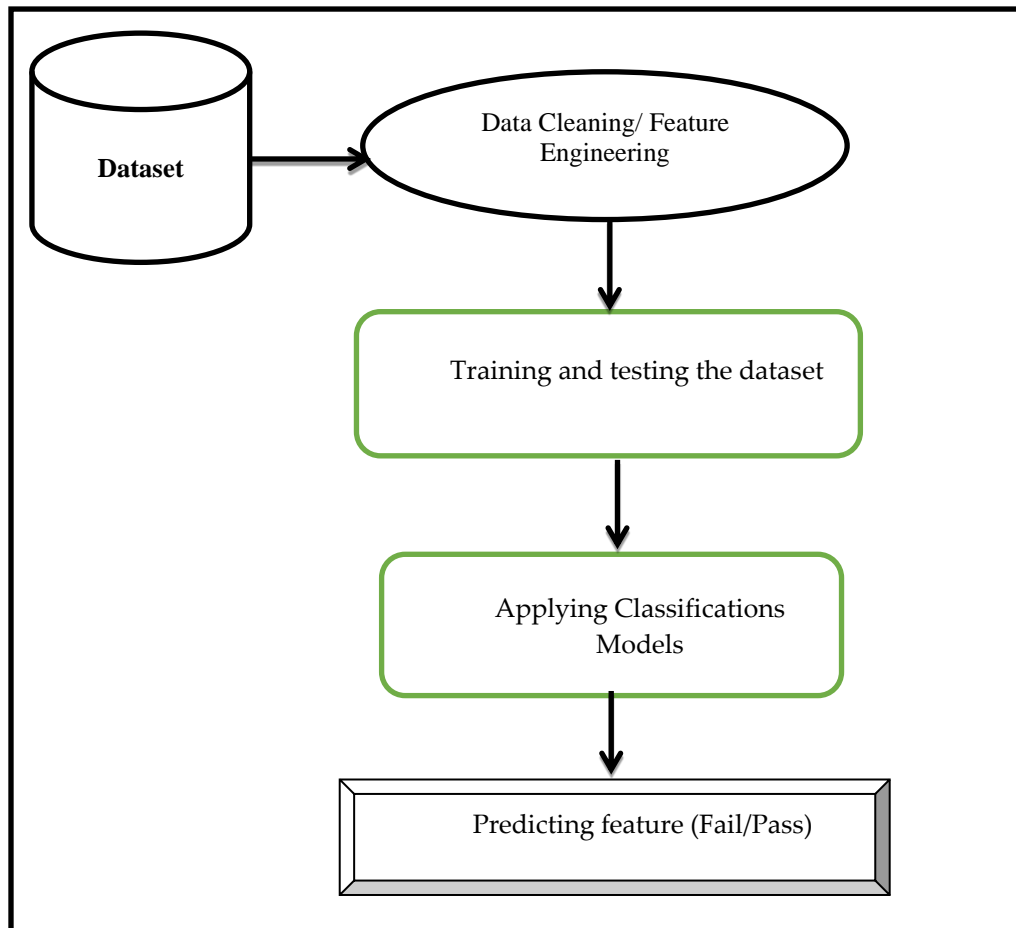 Dataset
Data Cleaning/ Feature
Engineering
Training and testing the dataset
Applying Classifications
Models
Predicting feature (Fail/Pass)